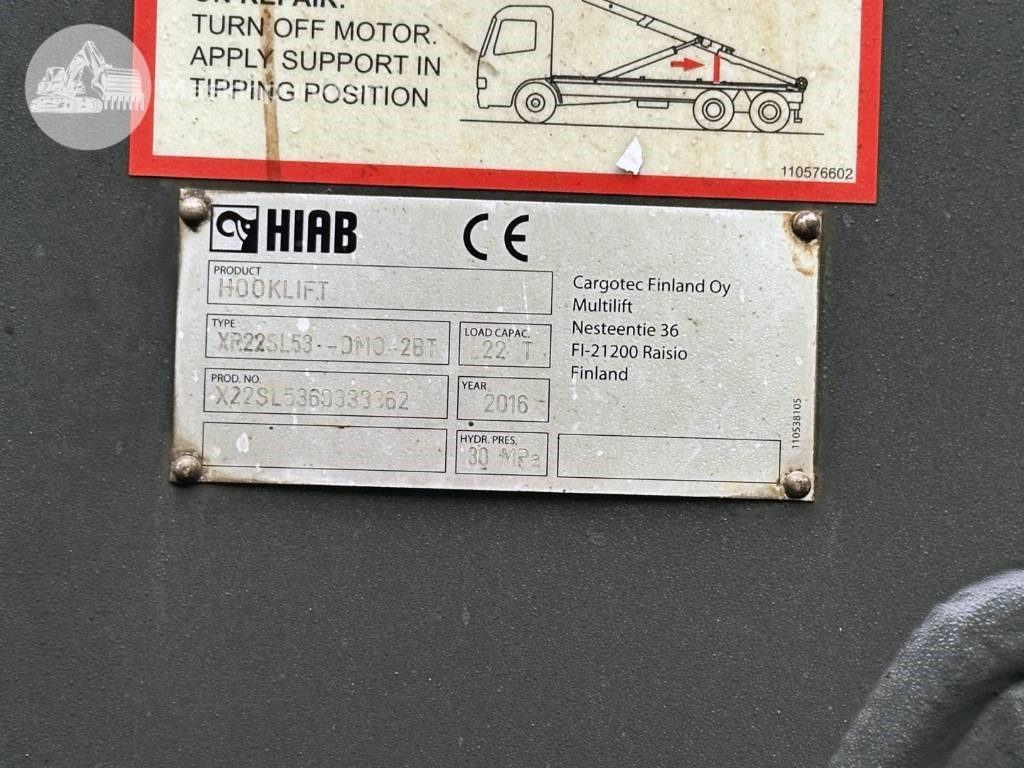 ON REPAIR.
TURN OFF MOTOR.
APPLY SUPPORT IN
TIPPING POSITION
110576602
HIAB CE
PRODUCT
HOOKLIFT
TYPE
XR22SL53--DMO-2BT
LOAD CAPAC.
22 T
PROD. NO.
YEAR
2016
HYDR. PRES.
30 MPa
Cargotec Finland Oy
Multilift
Nesteentie 36
FI-21200 Raisio
Finland
110538105